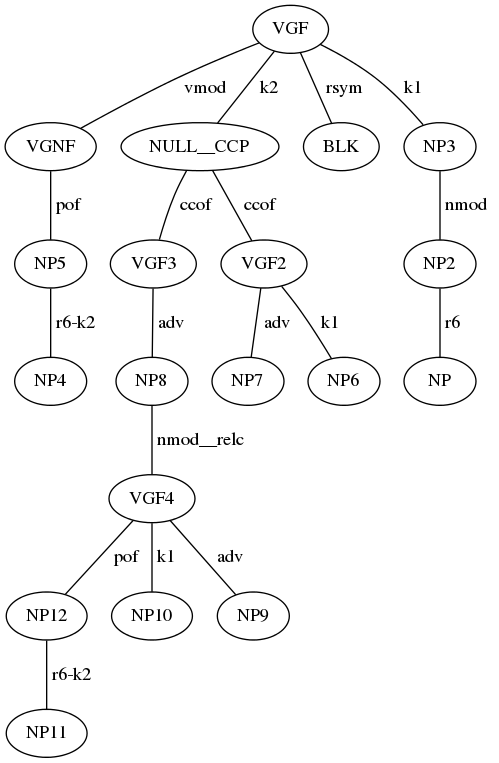 VGF
vmod k2 rsym k1
VGNF NULL__CCP BLK NP3
pof ccof ccof nmod
NP5 VGF3 VGF2 NP2
r6-k2 adv adv k1 r6
NP4 NP8 NP7 NP6 NP
nmod__relc
VGF4
pof k1 adv
NP12 NP10 NP9
r6-k2
NP11